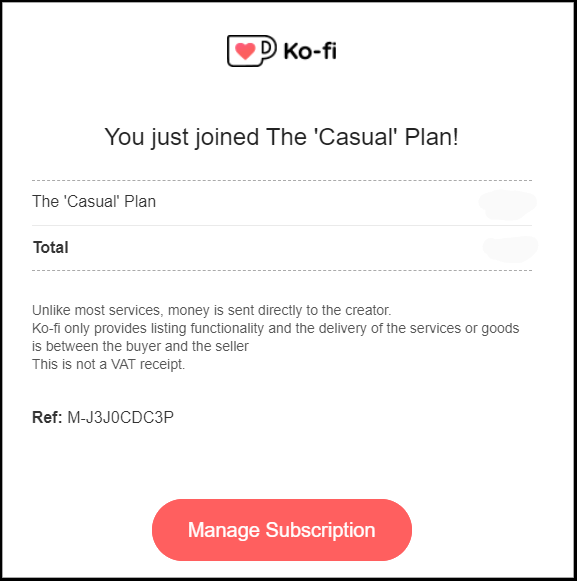 Ko-fi
You just joined The 'Casual' Plan!
The 'Casual' Plan
Total
Unlike most services, money is sent directly to the creator.
Ko-fi only provides listing functionality and the delivery of the services or goods
is between the buyer and the seller
This is not a VAT receipt.
Ref: M-J3J0CDC3P
Manage Subscription